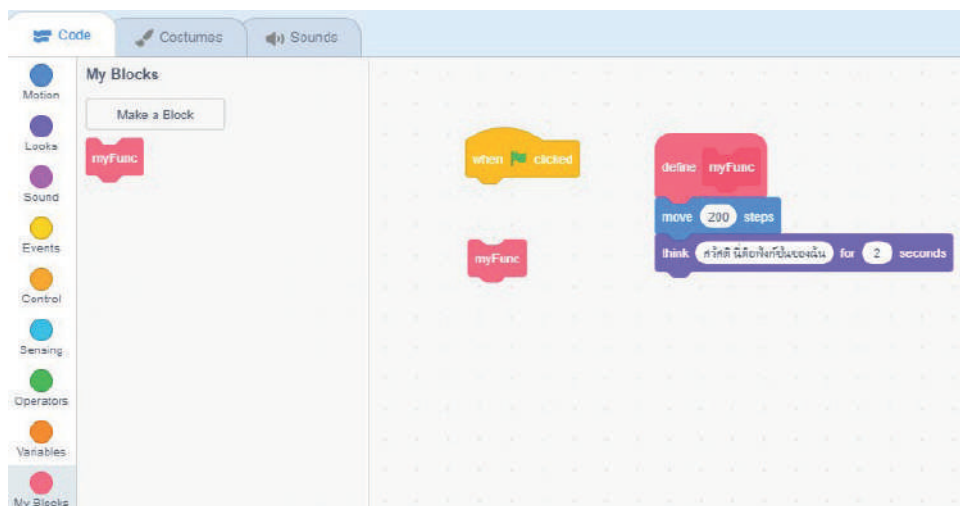 Code Costumes Sounds
Motion
Looks
Sound
Events
Control
Sensing
Operators
Variables
My Blocks
My Blocks
Make a Block
myFunc
when clicked
myFunc
define myFunc
move 200 steps
think สวัสดี นี่คือฟังก์ชันของฉัน for 2 seconds